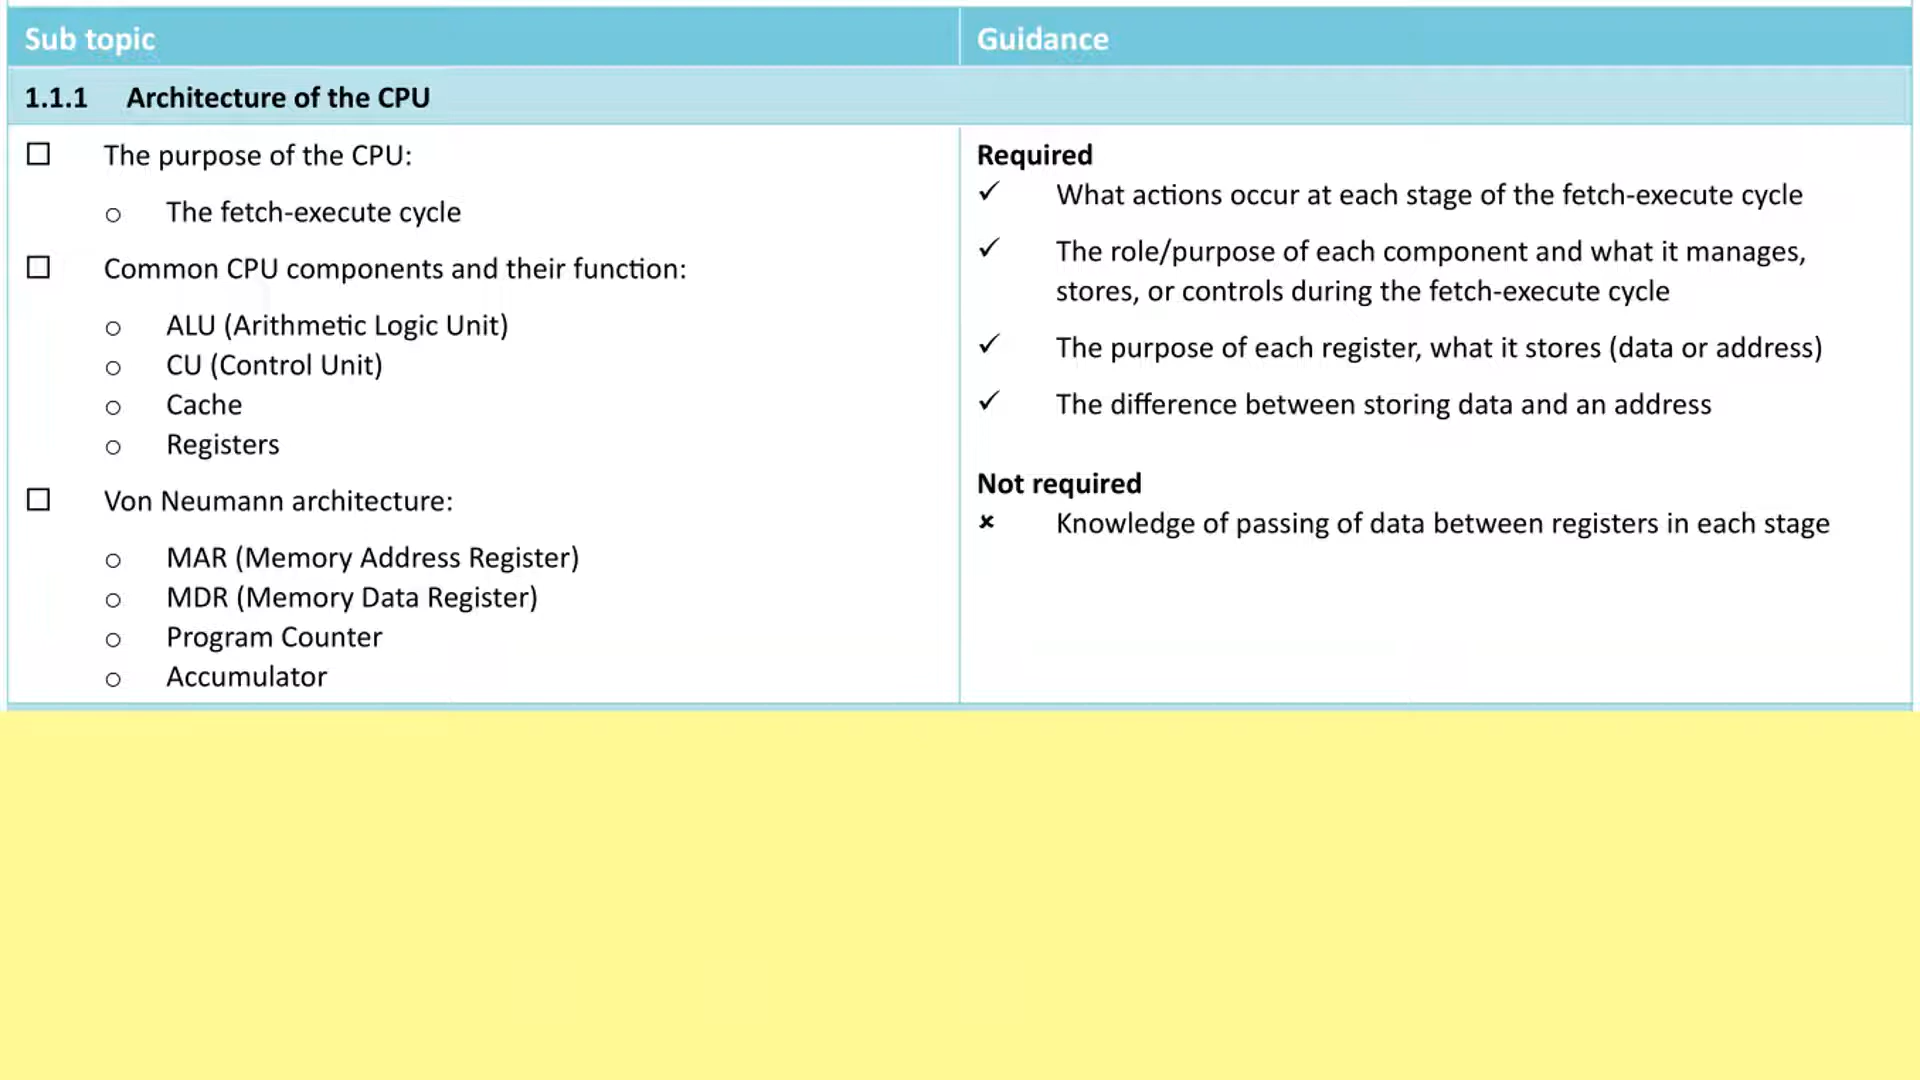 Sub topic
Guidance
1.1.1 Architecture of the CPU
☐ The purpose of the CPU:
o The fetch-execute cycle
☐ Common CPU components and their function:
o ALU (Arithmetic Logic Unit)
o CU (Control Unit)
o Cache
o Registers
☐ Von Neumann architecture:
o MAR (Memory Address Register)
o MDR (Memory Data Register)
o Program Counter
o Accumulator
Required
✓ What actions occur at each stage of the fetch-execute cycle
✓ The role/purpose of each component and what it manages,
stores, or controls during the fetch-execute cycle
✓ The purpose of each register, what it stores (data or address)
✓ The difference between storing data and an address
Not required
× Knowledge of passing of data between registers in each stage